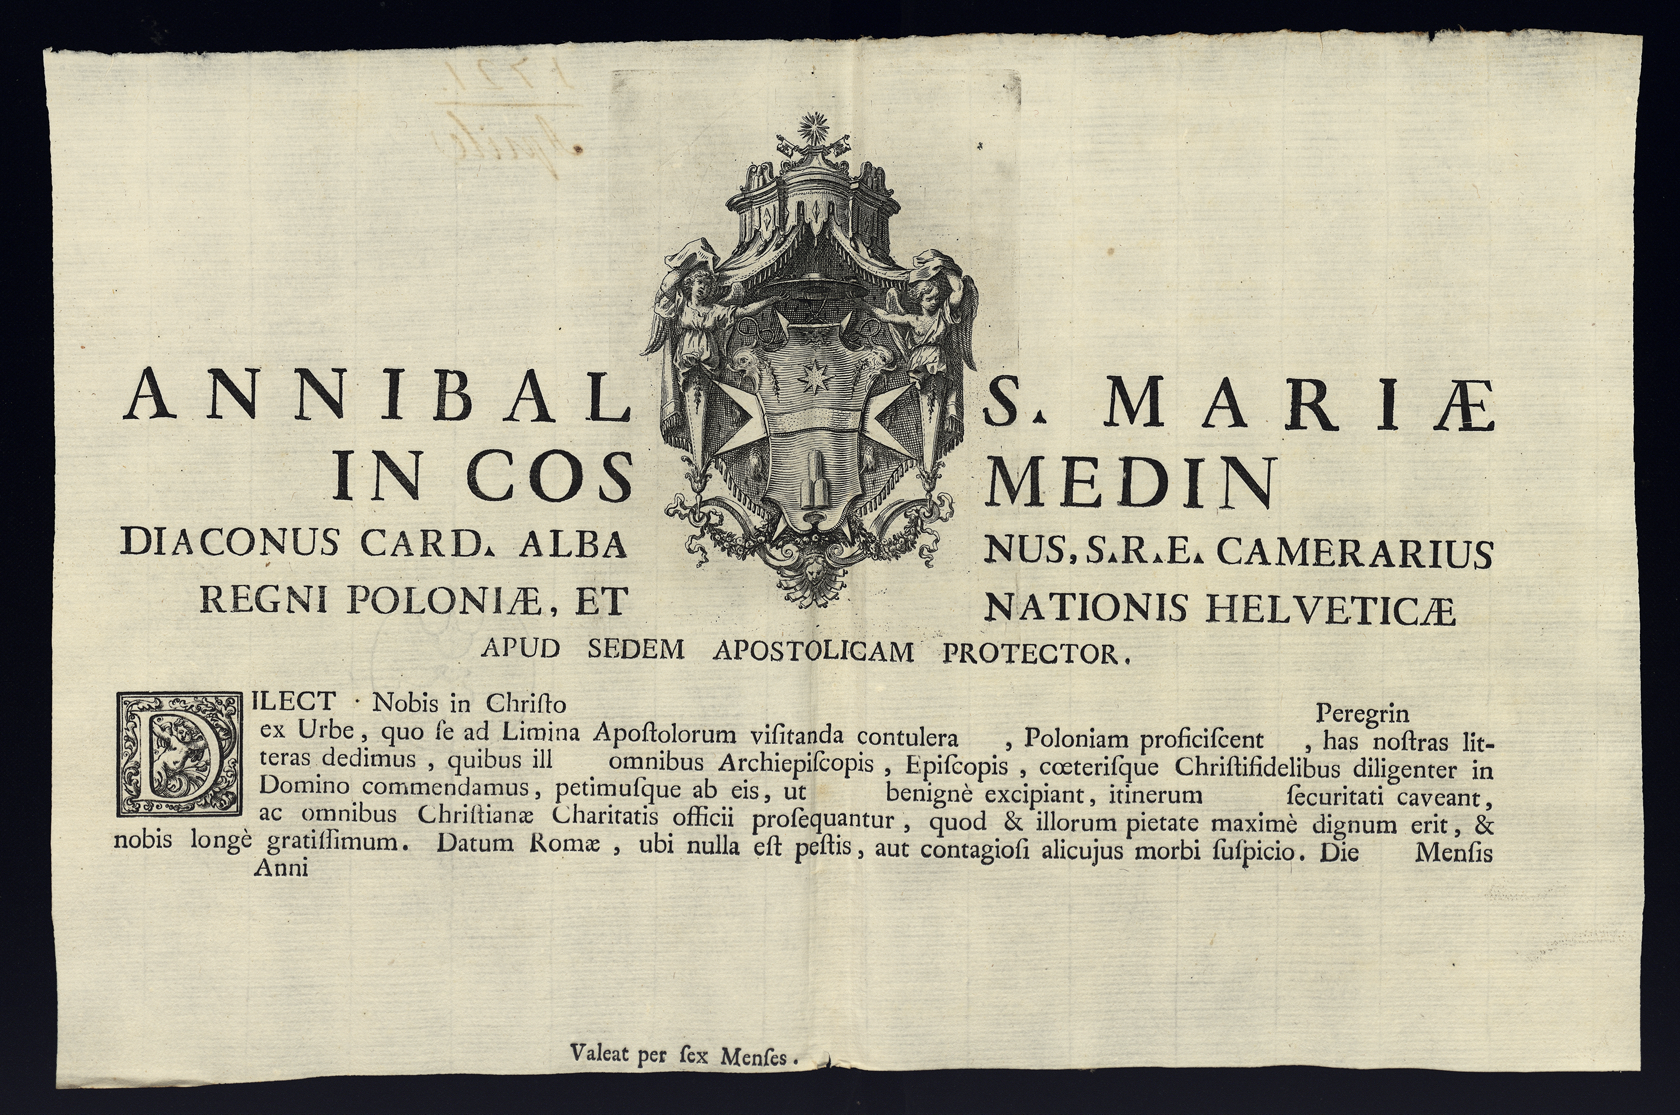 ANNIBAL S. MARIÆ
IN COSMEDIN
DIACONUS CARD. ALBANUS, S.R.E. CAMERARIUS
REGNI POLONIÆ, ET NATIONIS HELVETICÆ
APUD SEDEM APOSTOLICAM PROTECTOR.
DILECT · Nobis in Chriſto Peregrin
ex Urbe, quo ſe ad Limina Apoſtolorum viſitanda contulera , Poloniam proficiſcent , has noſtras lit-
teras dedimus, quibus ill omnibus Archiepiſcopis, Epiſcopis, cœteriſque Chriſtifidelibus diligenter in
Domino commendamus, petimuſque ab eis, ut benignè excipiant, itinerum ſecuritati caveant,
ac omnibus Chriſtianæ Charitatis officii proſequantur, quod & illorum pietate maximè dignum erit, &
nobis longè gratiſſimum. Datum Romæ, ubi nulla eſt peſtis, aut contagioſi alicujus morbi ſuſpicio. Die Menſis
Anni
Valeat per ſex Menſes.
1721.